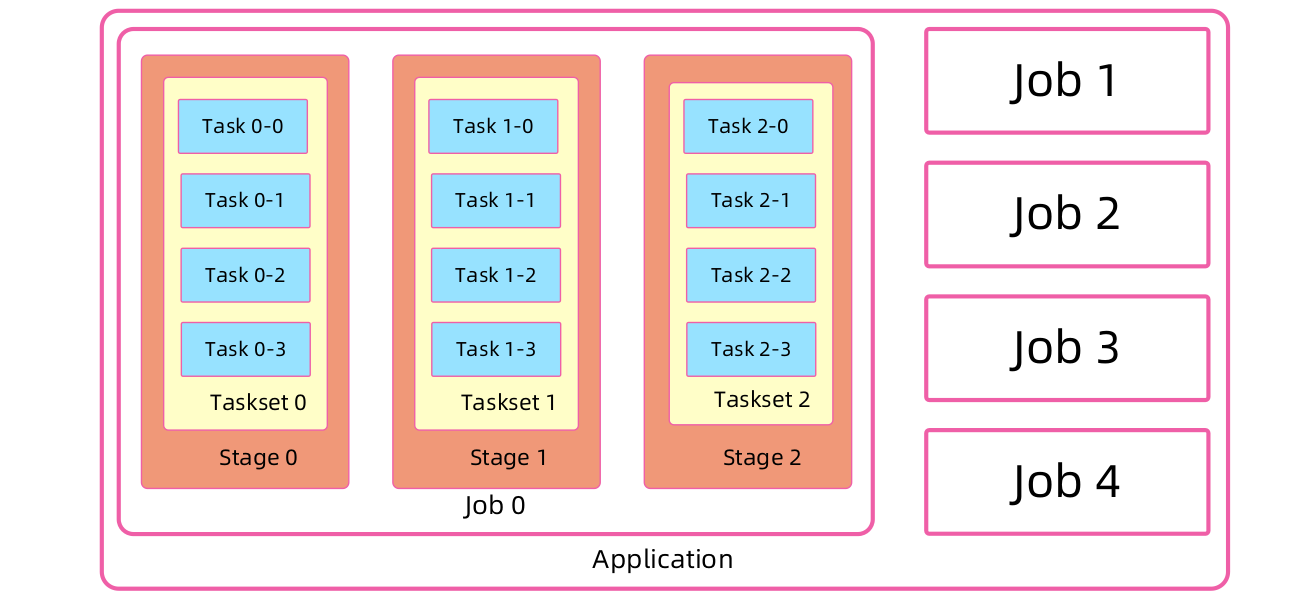 Task 0-0
Task 0-1
Task 0-2
Task 0-3
Taskset 0
Stage 0
Task 1-0
Task 1-1
Task 1-2
Task 1-3
Taskset 1
Stage 1
Task 2-0
Task 2-1
Task 2-2
Task 2-3
Taskset 2
Stage 2
Job 0
Job 1
Job 2
Job 3
Job 4
Application